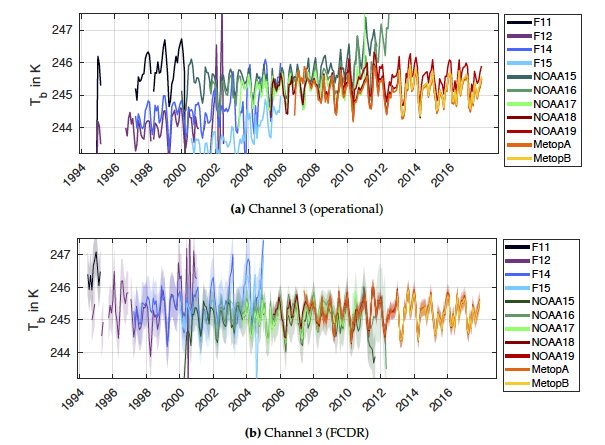 247
246
245
244
T_b in K
1994 1996 1998 2000 2002 2004 2006 2008 2010 2012 2014 2016
F11
F12
F14
F15
NOAA15
NOAA16
NOAA17
NOAA18
NOAA19
MetopA
MetopB
(a) Channel 3 (operational)
247
246
245
244
T_b in K
1994 1996 1998 2000 2002 2004 2006 2008 2010 2012 2014 2016
F11
F12
F14
F15
NOAA15
NOAA16
NOAA17
NOAA18
NOAA19
MetopA
MetopB
(b) Channel 3 (FCDR)